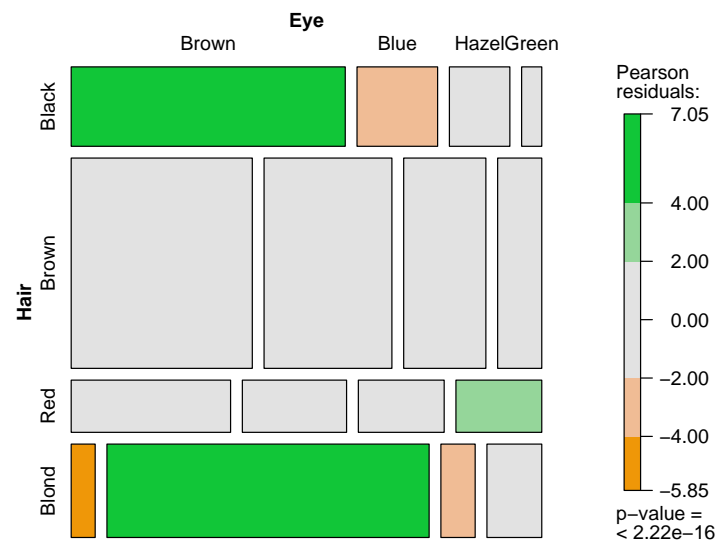 Eye
Brown Blue HazelGreen
Hair
Black
Brown
Red
Blond
Pearson
residuals:
7.05
4.00
2.00
0.00
−2.00
−4.00
−5.85
p−value =
< 2.22e−16